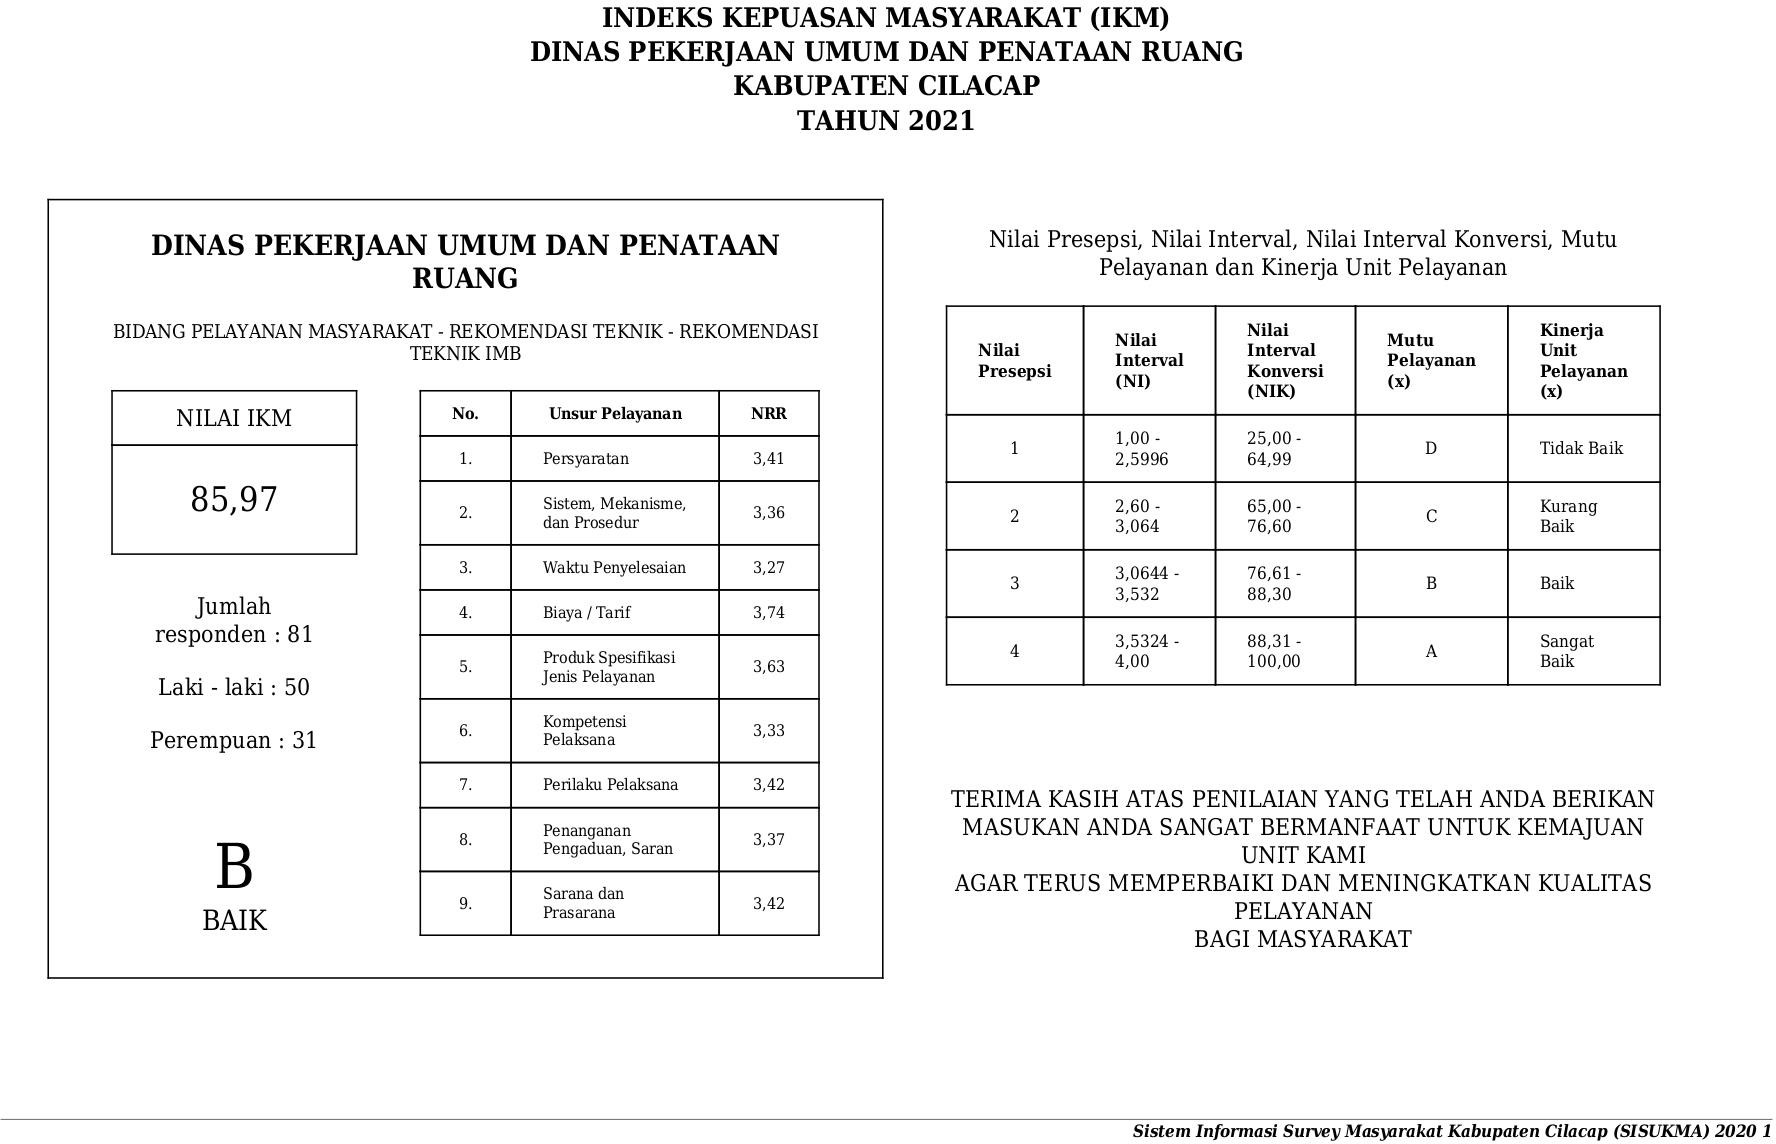 INDEKS KEPUASAN MASYARAKAT (IKM)
DINAS PEKERJAAN UMUM DAN PENATAAN RUANG
KABUPATEN CILACAP
TAHUN 2021
DINAS PEKERJAAN UMUM DAN PENATAAN
RUANG
BIDANG PELAYANAN MASYARAKAT - REKOMENDASI TEKNIK - REKOMENDASI
TEKNIK IMB
NILAI IKM
85,97
Jumlah
responden : 81
Laki - laki : 50
Perempuan : 31
B
BAIK
No. Unsur Pelayanan NRR
1. Persyaratan 3,41
2. Sistem, Mekanisme,
dan Prosedur 3,36
3. Waktu Penyelesaian 3,27
4. Biaya / Tarif 3,74
5. Produk Spesifikasi
Jenis Pelayanan 3,63
6. Kompetensi
Pelaksana 3,33
7. Perilaku Pelaksana 3,42
8. Penanganan
Pengaduan, Saran 3,37
9. Sarana dan
Prasarana 3,42
Nilai Presepsi, Nilai Interval, Nilai Interval Konversi, Mutu
Pelayanan dan Kinerja Unit Pelayanan
Nilai
Presepsi
Nilai
Interval
(NI)
Nilai
Interval
Konversi
(NIK)
Mutu
Pelayanan
(x)
Kinerja
Unit
Pelayanan
(x)
1 1,00 -
2,5996 25,00 -
64,99 D Tidak Baik
2 2,60 -
3,064 65,00 -
76,60 C Kurang
Baik
3 3,0644 -
3,532 76,61 -
88,30 B Baik
4 3,5324 -
4,00 88,31 -
100,00 A Sangat
Baik
TERIMA KASIH ATAS PENILAIAN YANG TELAH ANDA BERIKAN
MASUKAN ANDA SANGAT BERMANFAAT UNTUK KEMAJUAN
UNIT KAMI
AGAR TERUS MEMPERBAIKI DAN MENINGKATKAN KUALITAS
PELAYANAN
BAGI MASYARAKAT
Sistem Informasi Survey Masyarakat Kabupaten Cilacap (SISUKMA) 2020 1